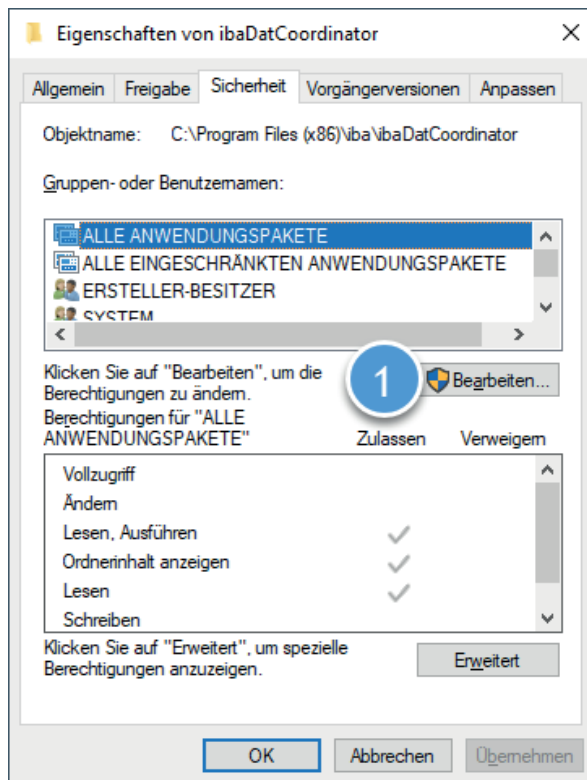 Eigenschaften von ibaDatCoordinator
Allgemein Freigabe Sicherheit Vorgängerversionen Anpassen
Objektname: C:\Program Files (x86)\iba\ibaDatCoordinator
Gruppen- oder Benutzernamen:
ALLE ANWENDUNGSPAKETE
ALLE EINGESCHRÄNKTEN ANWENDUNGSPAKETE
ERSTELLER-BESITZER
SYSTEM
Klicken Sie auf "Bearbeiten", um die
Berechtigungen zu ändern.
1
Bearbeiten...
Berechtigungen für "ALLE
ANWENDUNGSPAKETE" Zulassen Verweigern
Vollzugriff
Ändern
Lesen, Ausführen
Ordnerinhalt anzeigen
Lesen
Schreiben
Klicken Sie auf "Erweitert", um spezielle
Berechtigungen anzuzeigen.
Erweitert
OK Abbrechen Übernehmen